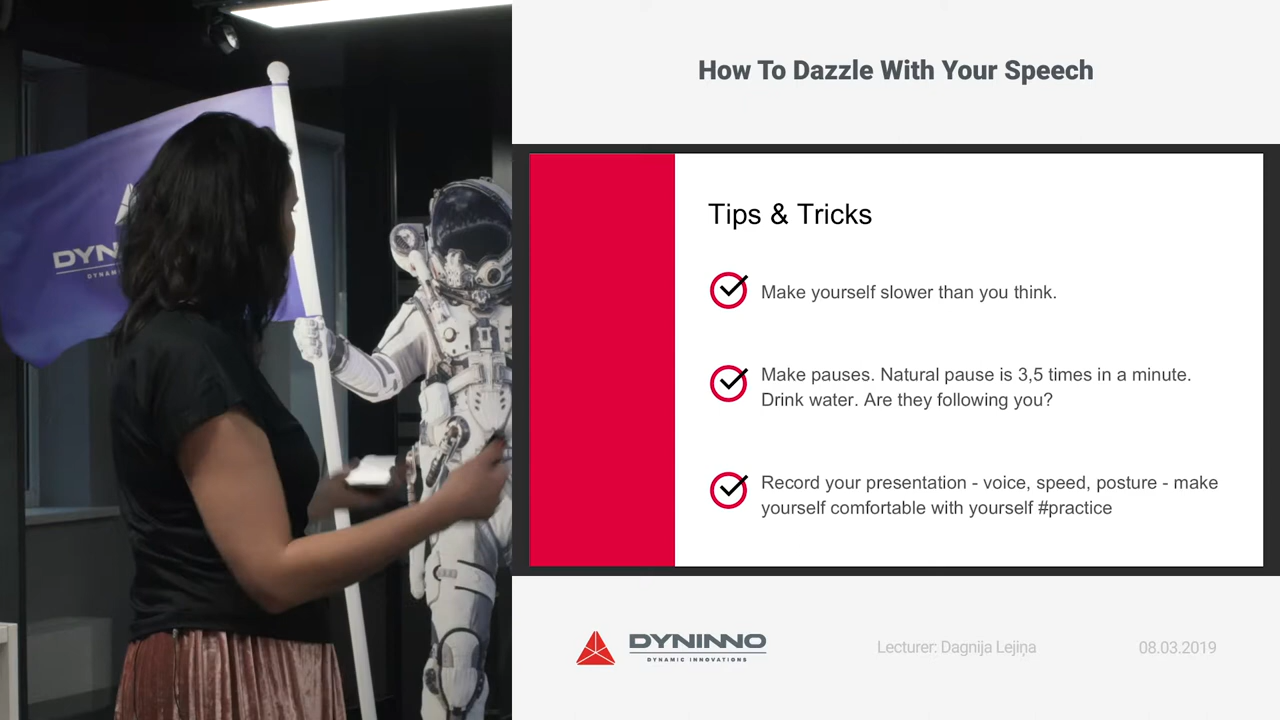 DYN
DYNAM
How To Dazzle With Your Speech
Tips & Tricks
Make yourself slower than you think.
Make pauses. Natural pause is 3,5 times in a minute.
Drink water. Are they following you?
Record your presentation - voice, speed, posture - make
yourself comfortable with yourself #practice
DYNINNO
DYNAMIC INNOVATIONS
Lecturer: Dagnija Lejiņa
08.03.2019